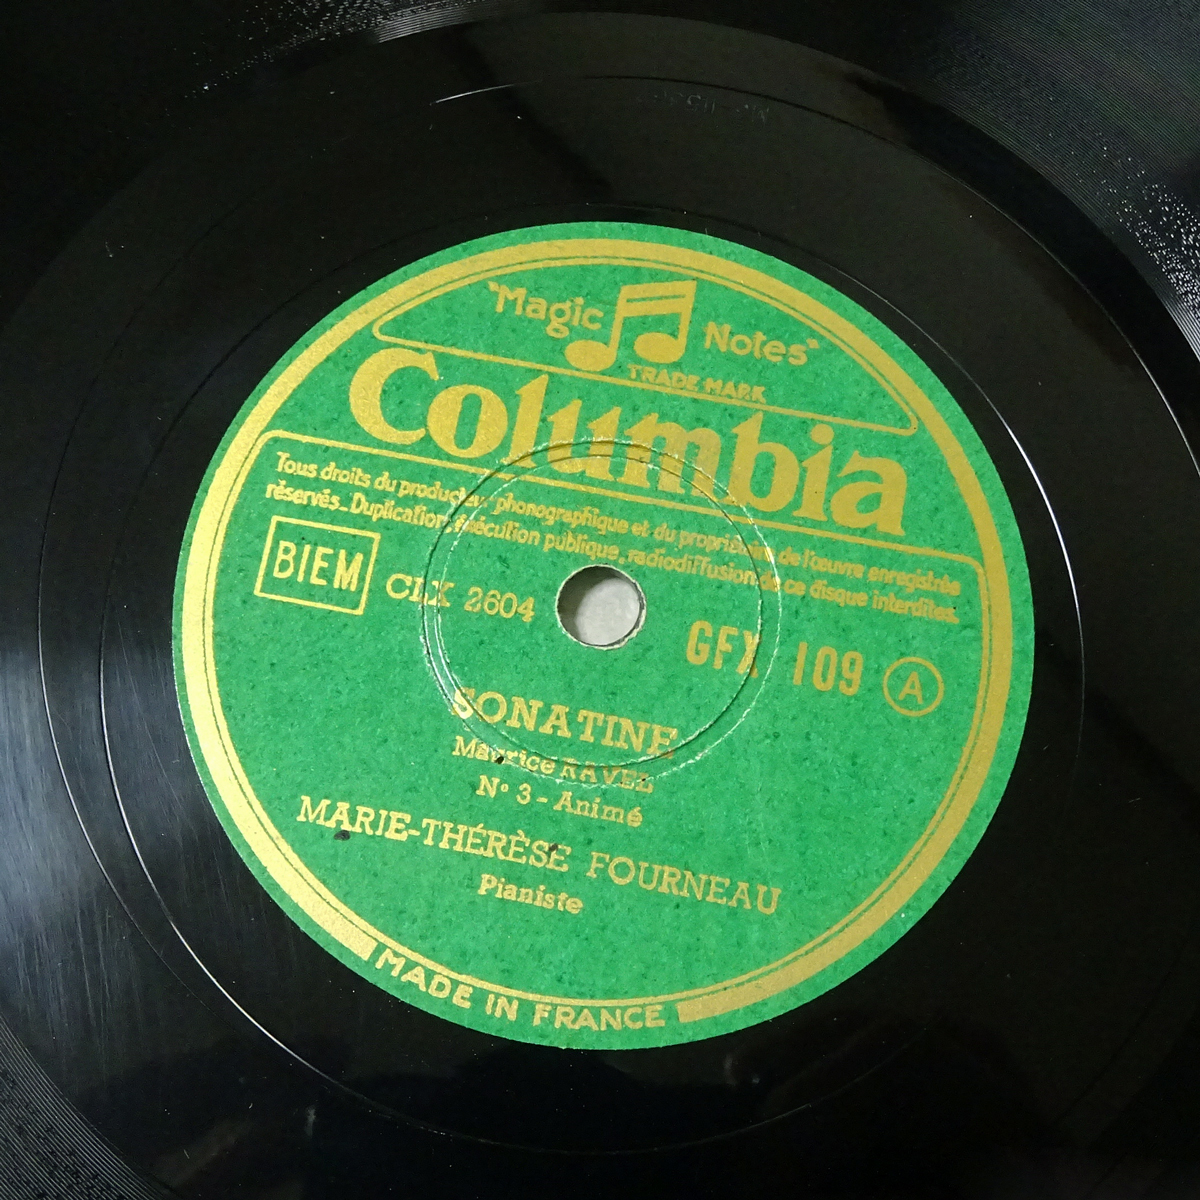 "Magic Notes"
TRADE MARK
Columbia
Tous droits du producteur phonographique et du propriétaire de l'œuvre enregistrée
réservés_Duplication, exécution publique, radiodiffusion de ce disque interdites.
BIEM CLX 2604
GFX 109 A
SONATINE
Maurice RAVEL
N° 3 - Animé
MARIE-THÉRÈSE FOURNEAU
Pianiste
MADE IN FRANCE